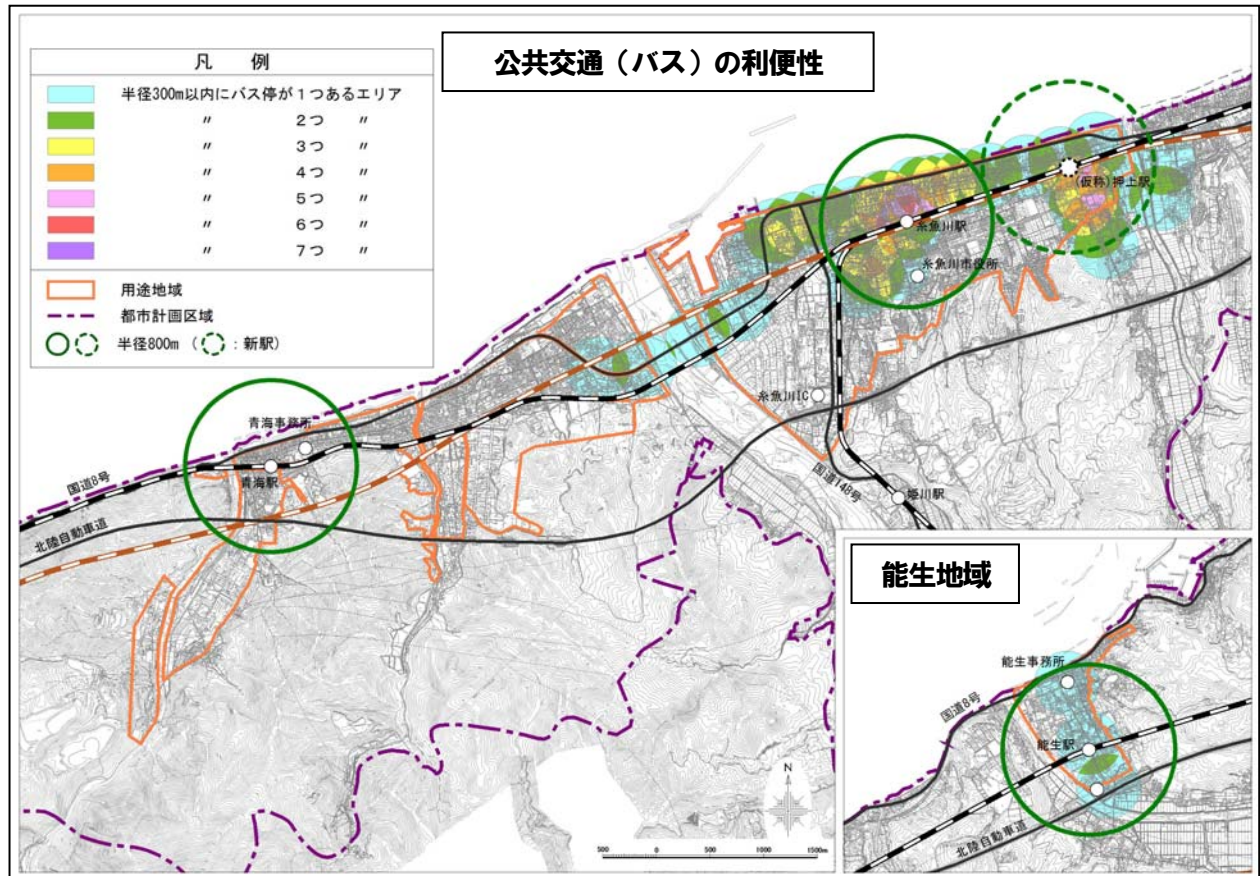 公共交通（バス）の利便性
凡　例
半径300m以内にバス停が１つあるエリア
〃　２つ　〃
〃　３つ　〃
〃　４つ　〃
〃　５つ　〃
〃　６つ　〃
〃　７つ　〃
用途地域
都市計画区域
半径800m （　：新駅）
(仮称)押上駅
糸魚川駅
糸魚川市役所
糸魚川IC
青海事務所
青海駅
国道8号
北陸自動車道
国道148号
姫川駅
N
500 0 500 1000 1500m
能生地域
能生事務所
国道8号
能生駅
北陸自動車道